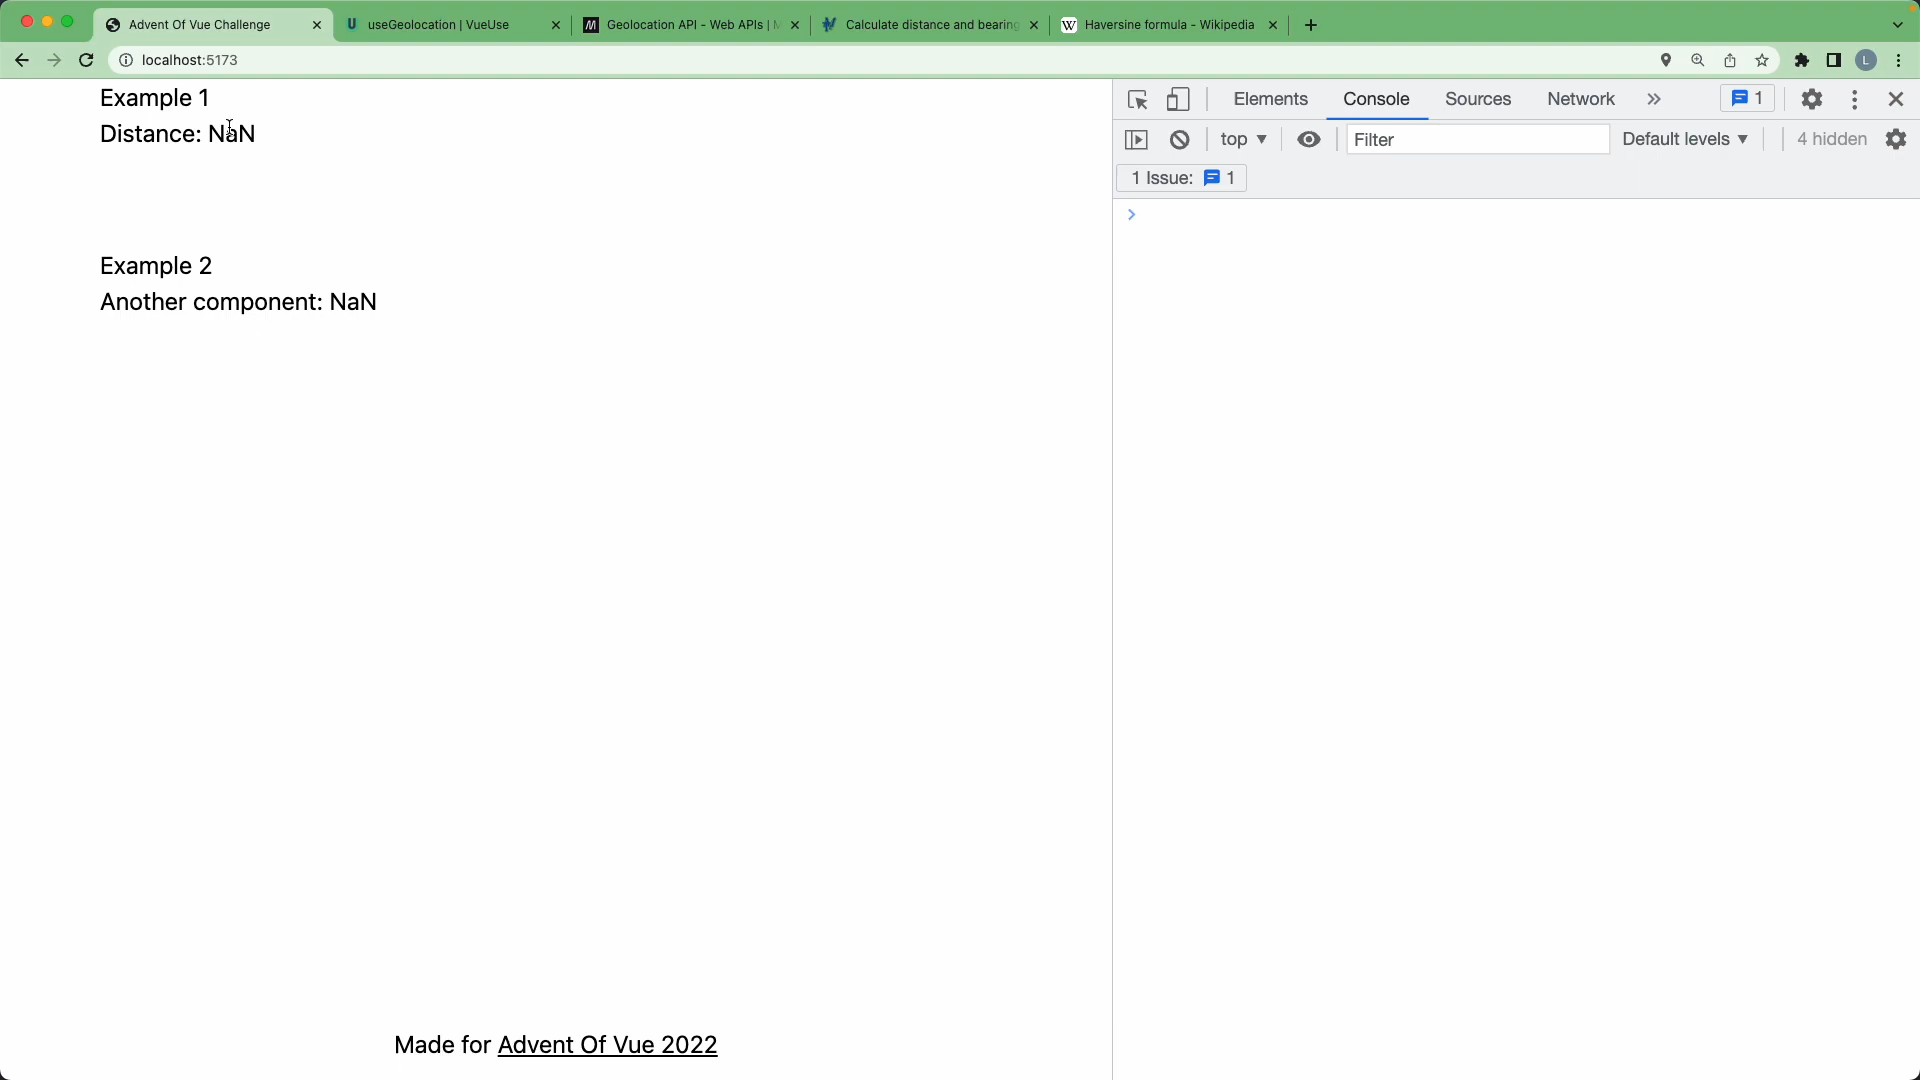 Advent Of Vue Challenge
useGeolocation | VueUse
Geolocation API - Web APIs |
Calculate distance and bearing
Haversine formula - Wikipedia
localhost:5173
L
Example 1
Distance: NaN
Example 2
Another component: NaN
Made for Advent Of Vue 2022
Elements
Console
Sources
Network
1
top
Filter
Default levels
4 hidden
1 Issue: 1